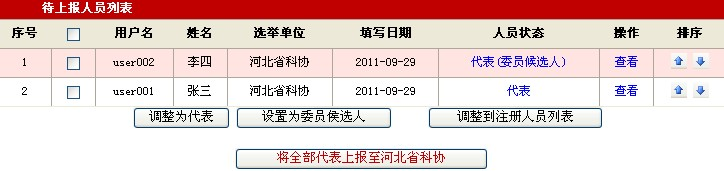 待上报人员列表
序号 用户名 姓名 选举单位 填写日期 人员状态 操作 排序
1 user002 李四 河北省科协 2011-09-29 代表(委员候选人) 查看
2 user001 张三 河北省科协 2011-09-29 代表 查看
调整为代表 设置为委员候选人 调整到注册人员列表
将全部代表上报至河北省科协